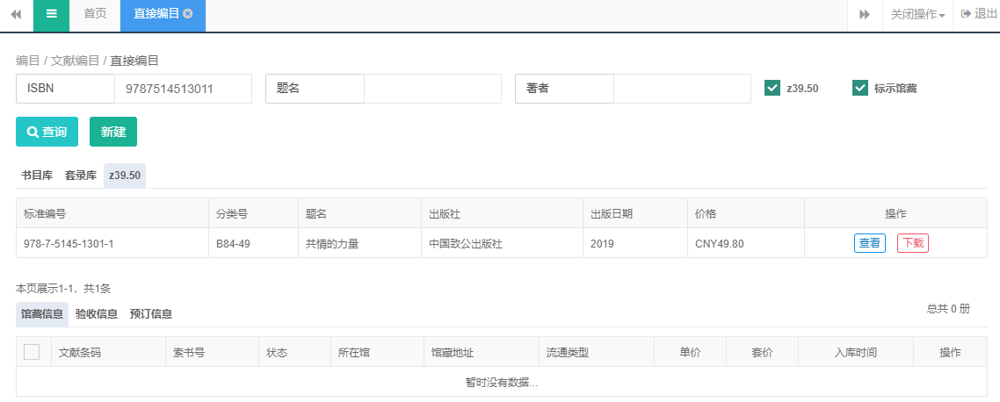 首页 直接编目 关闭操作 退出
编目 / 文献编目 / 直接编目
ISBN 9787514513011 题名 著者 z39.50 标示馆藏
查询 新建
书目库 套录库 z39.50
标准编号 分类号 题名 出版社 出版日期 价格 操作
978-7-5145-1301-1 B84-49 共情的力量 中国致公出版社 2019 CNY49.80 查看 下载
本页展示1-1，共1条
馆藏信息 验收信息 预订信息 总共 0 册
文献条码 索书号 状态 所在馆 馆藏地址 流通类型 单价 套价 入库时间 操作
暂时没有数据...